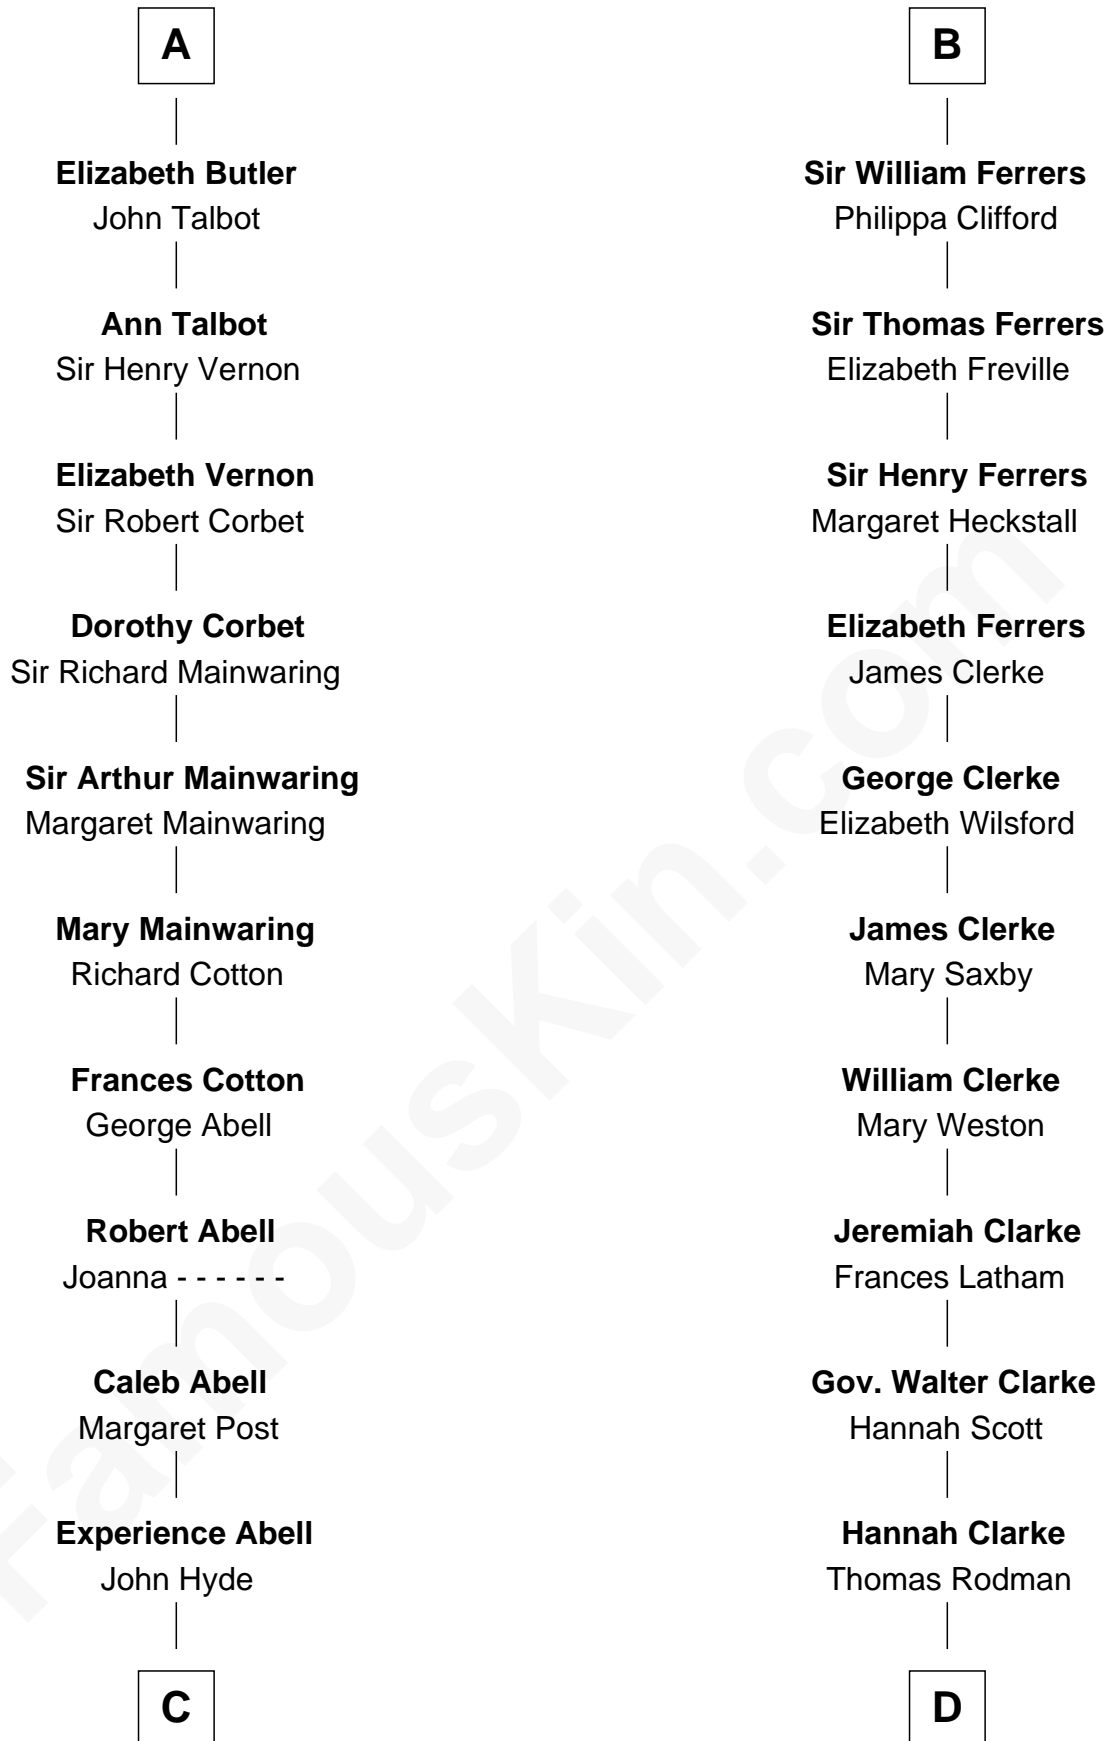 A
Elizabeth Butler
John Talbot
Ann Talbot
Sir Henry Vernon
Elizabeth Vernon
Sir Robert Corbet
Dorothy Corbet
Sir Richard Mainwaring
Sir Arthur Mainwaring
Margaret Mainwaring
Mary Mainwaring
Richard Cotton
Frances Cotton
George Abell
Robert Abell
Joanna - - - - - -
Caleb Abell
Margaret Post
Experience Abell
John Hyde
C
B
Sir William Ferrers
Philippa Clifford
Sir Thomas Ferrers
Elizabeth Freville
Sir Henry Ferrers
Margaret Heckstall
Elizabeth Ferrers
James Clerke
George Clerke
Elizabeth Wilsford
James Clerke
Mary Saxby
William Clerke
Mary Weston
Jeremiah Clarke
Frances Latham
Gov. Walter Clarke
Hannah Scott
Hannah Clarke
Thomas Rodman
D
FamousKin.com